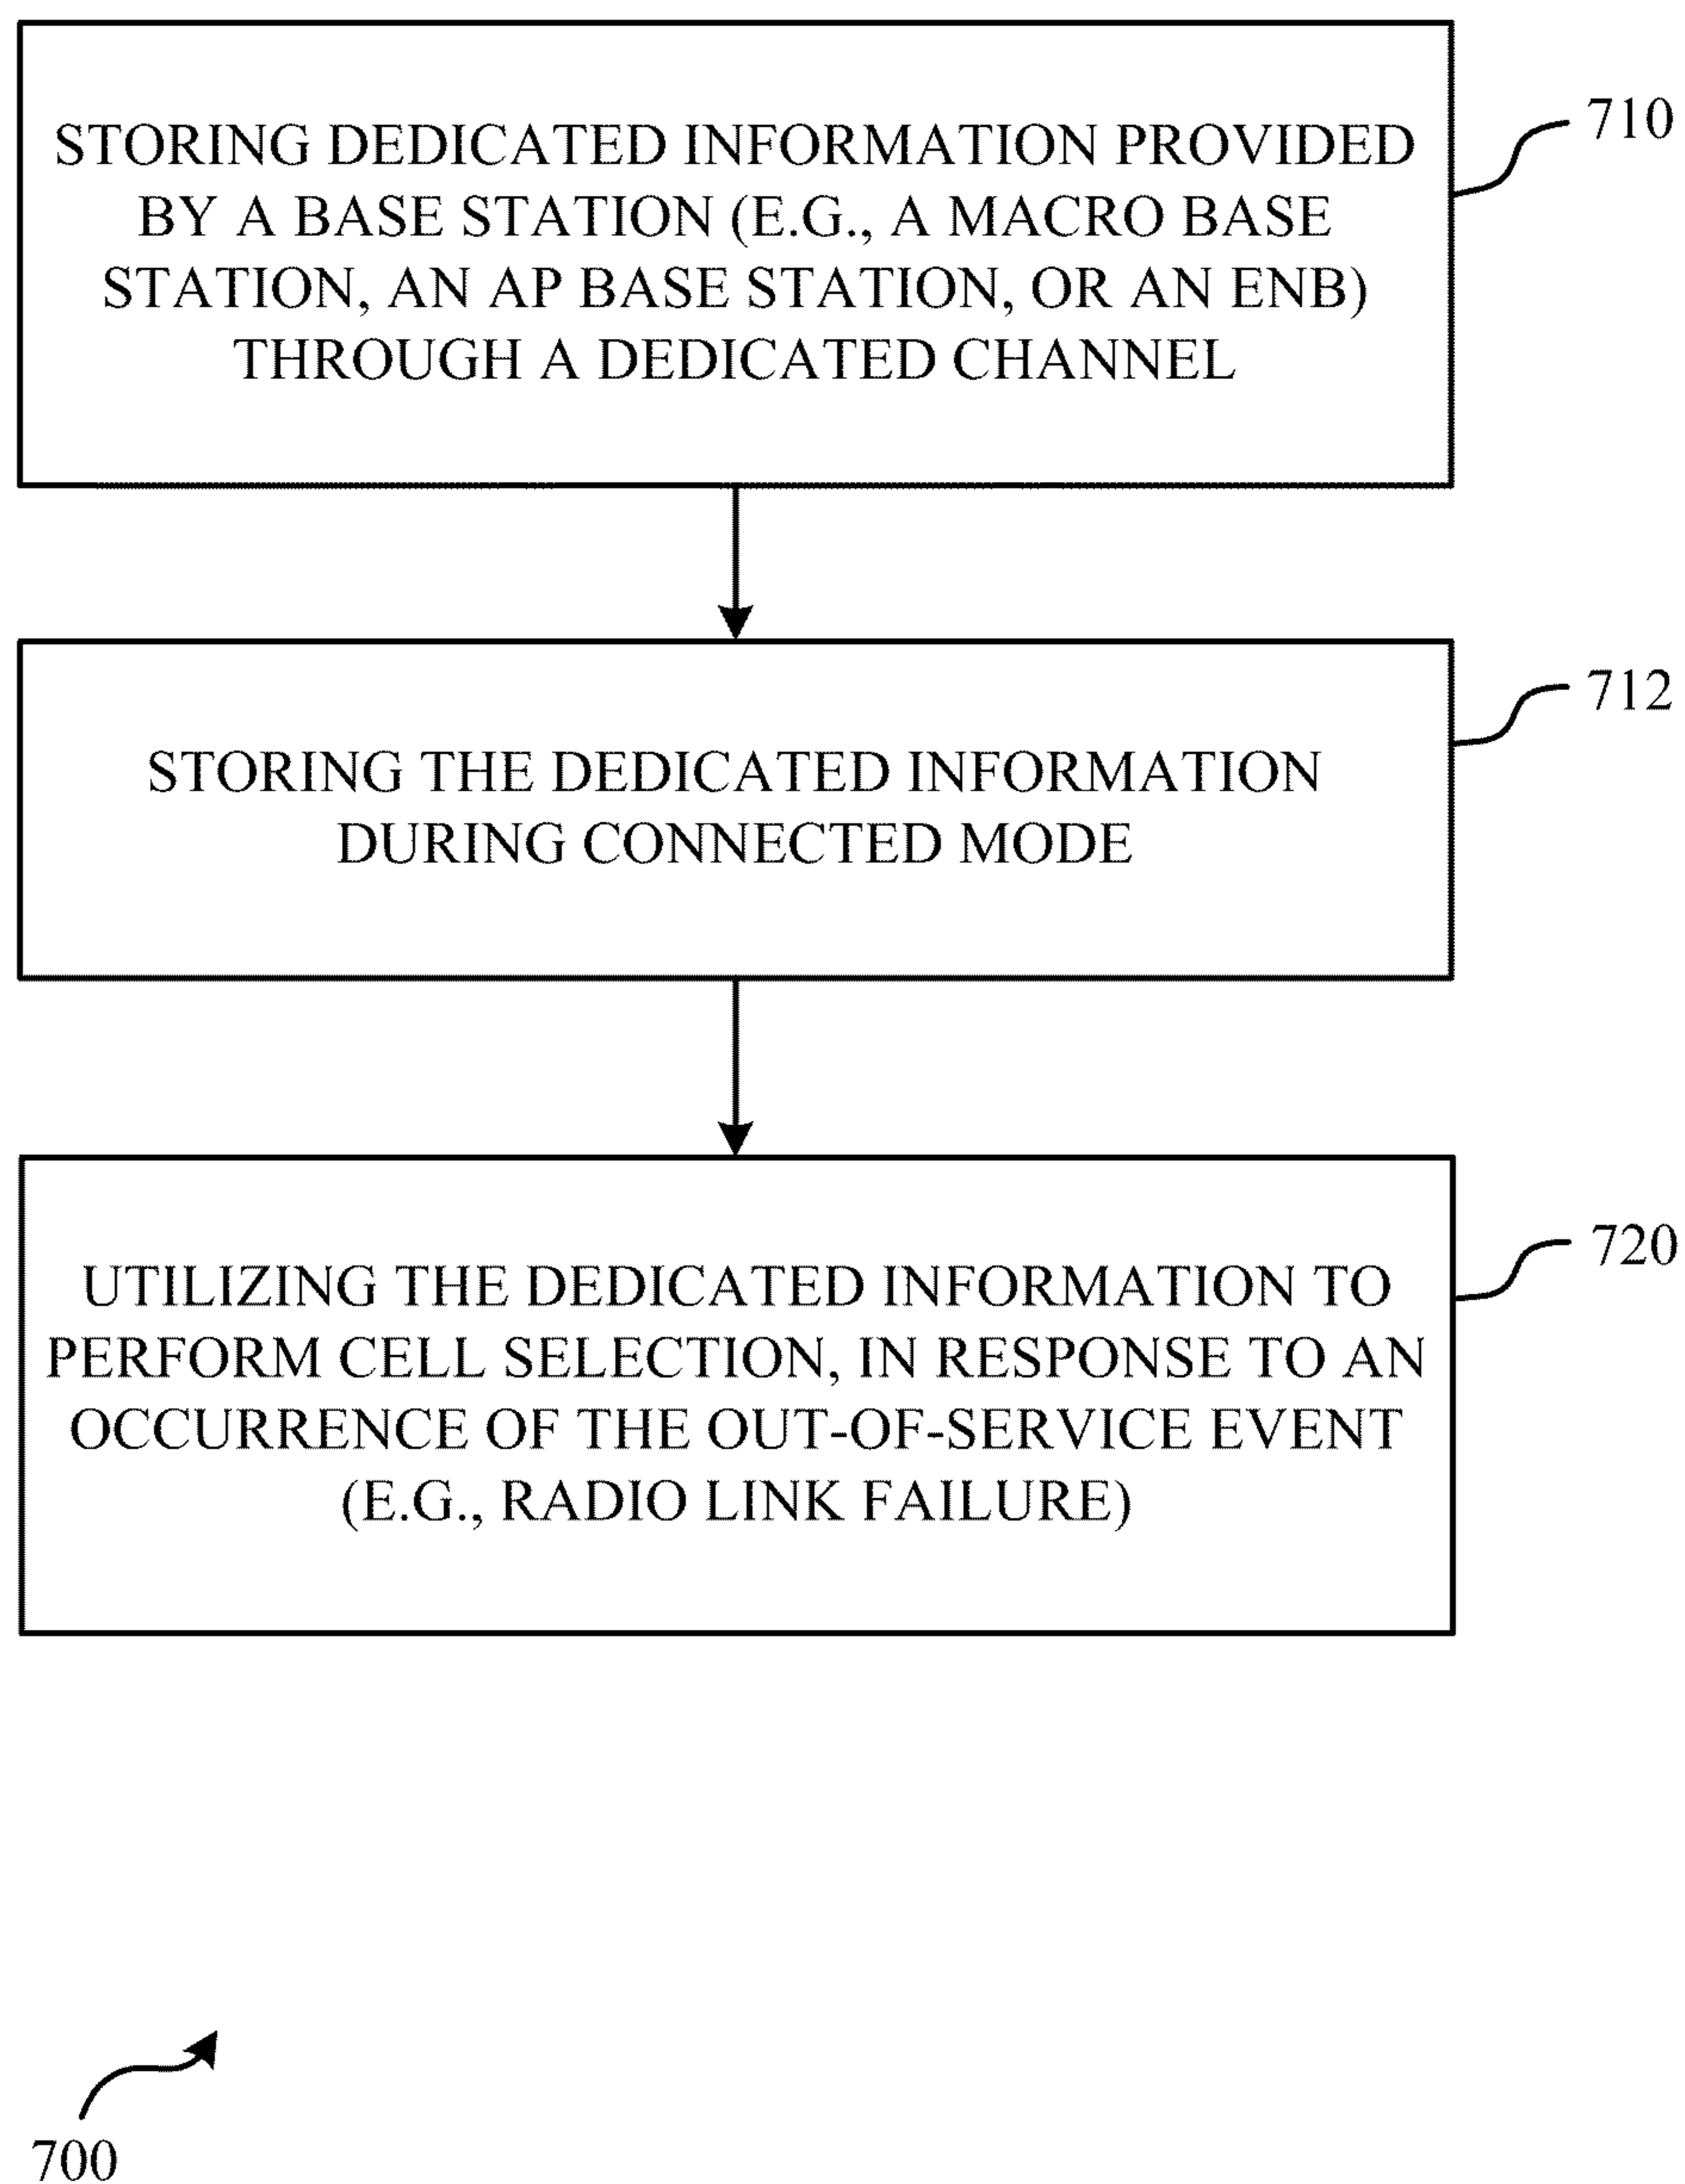 STORING DEDICATED INFORMATION PROVIDED
BY A BASE STATION (E.G., A MACRO BASE
STATION, AN AP BASE STATION, OR AN ENB)
THROUGH A DEDICATED CHANNEL
710
STORING THE DEDICATED INFORMATION
DURING CONNECTED MODE
712
UTILIZING THE DEDICATED INFORMATION TO
PERFORM CELL SELECTION, IN RESPONSE TO AN
OCCURRENCE OF THE OUT-OF-SERVICE EVENT
(E.G., RADIO LINK FAILURE)
720
700